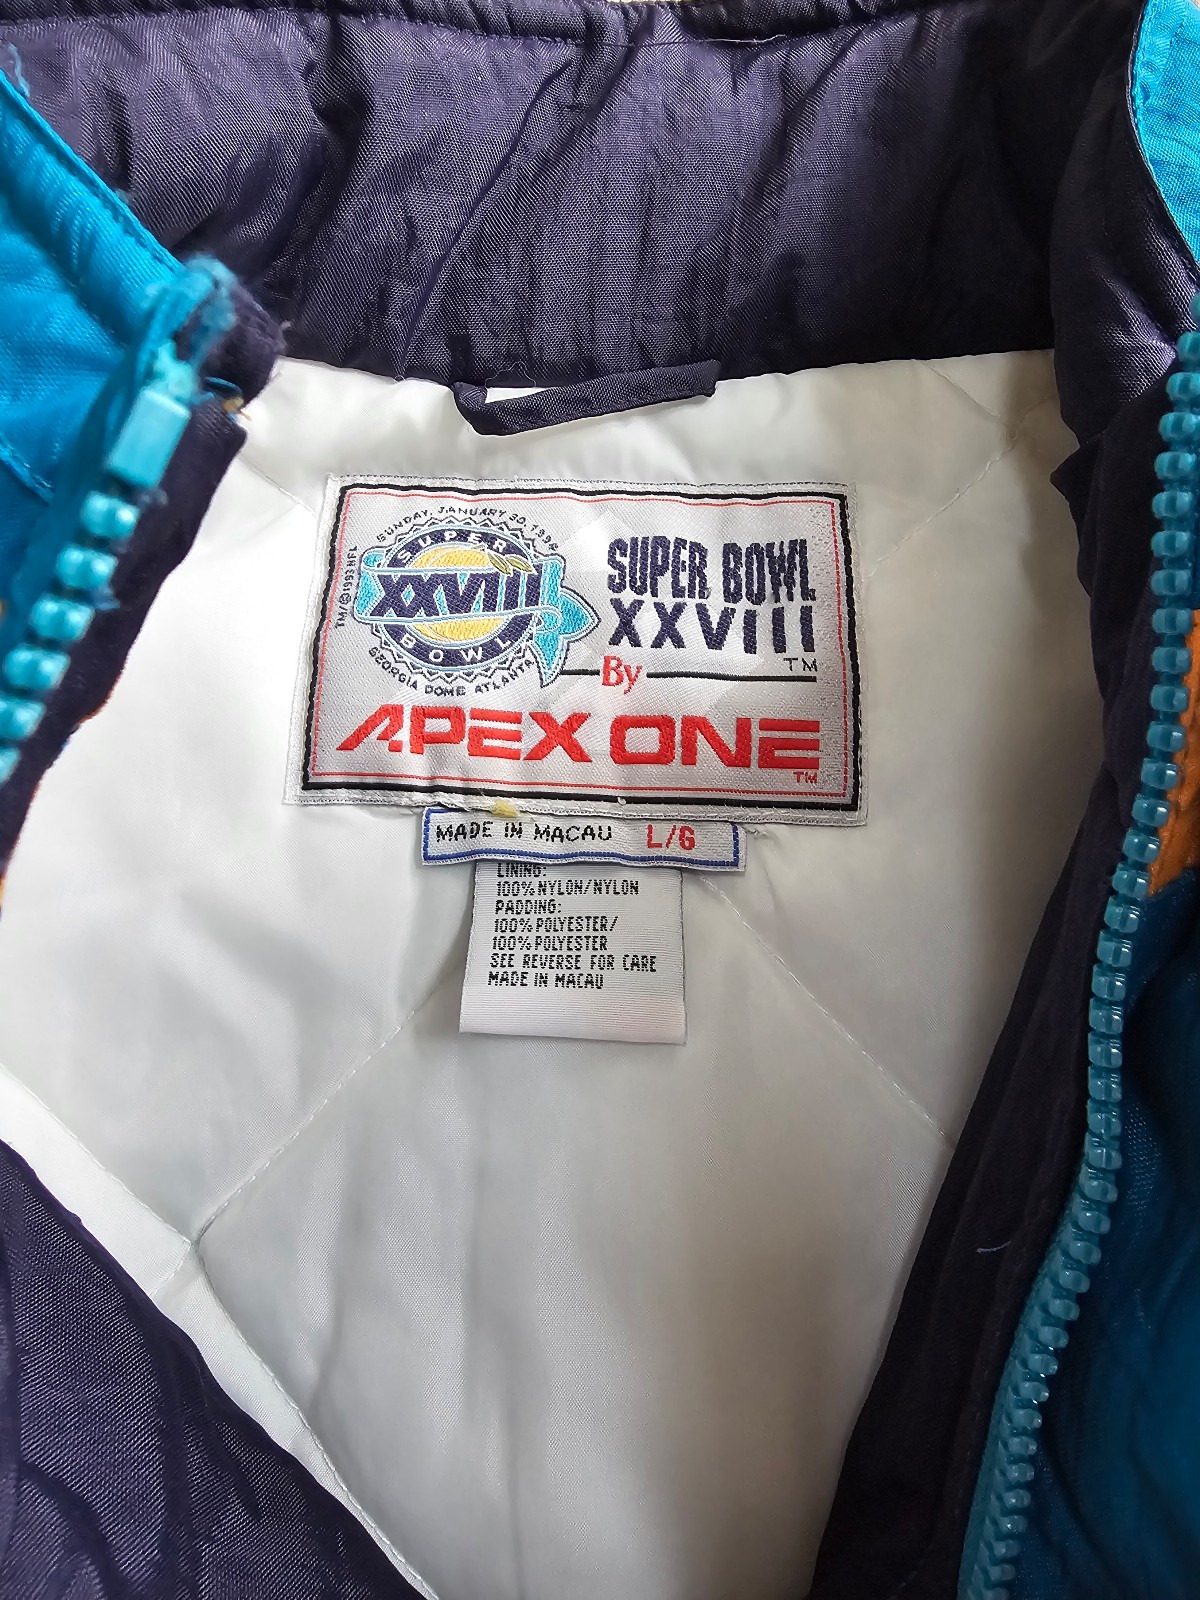 SUNDAY, JANUARY 30, 1994
TM/©1993 NFL
SUPER
XXVIII
BOWL
GEORGIA DOME ATLANTA
SUPER BOWL
XXVIII
TM
By
APEX ONE
TM
MADE IN MACAU L/G
LINING:
100% NYLON/NYLON
PADDING:
100% POLYESTER/
100% POLYESTER
SEE REVERSE FOR CARE
MADE IN MACAU